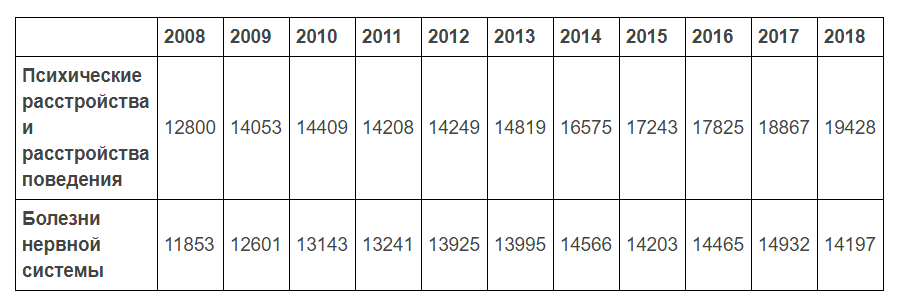 2008 2009 2010 2011 2012 2013 2014 2015 2016 2017 2018
Психические
расстройства
и
расстройства
поведения
12800 14053 14409 14208 14249 14819 16575 17243 17825 18867 19428
Болезни
нервной
системы
11853 12601 13143 13241 13925 13995 14566 14203 14465 14932 14197